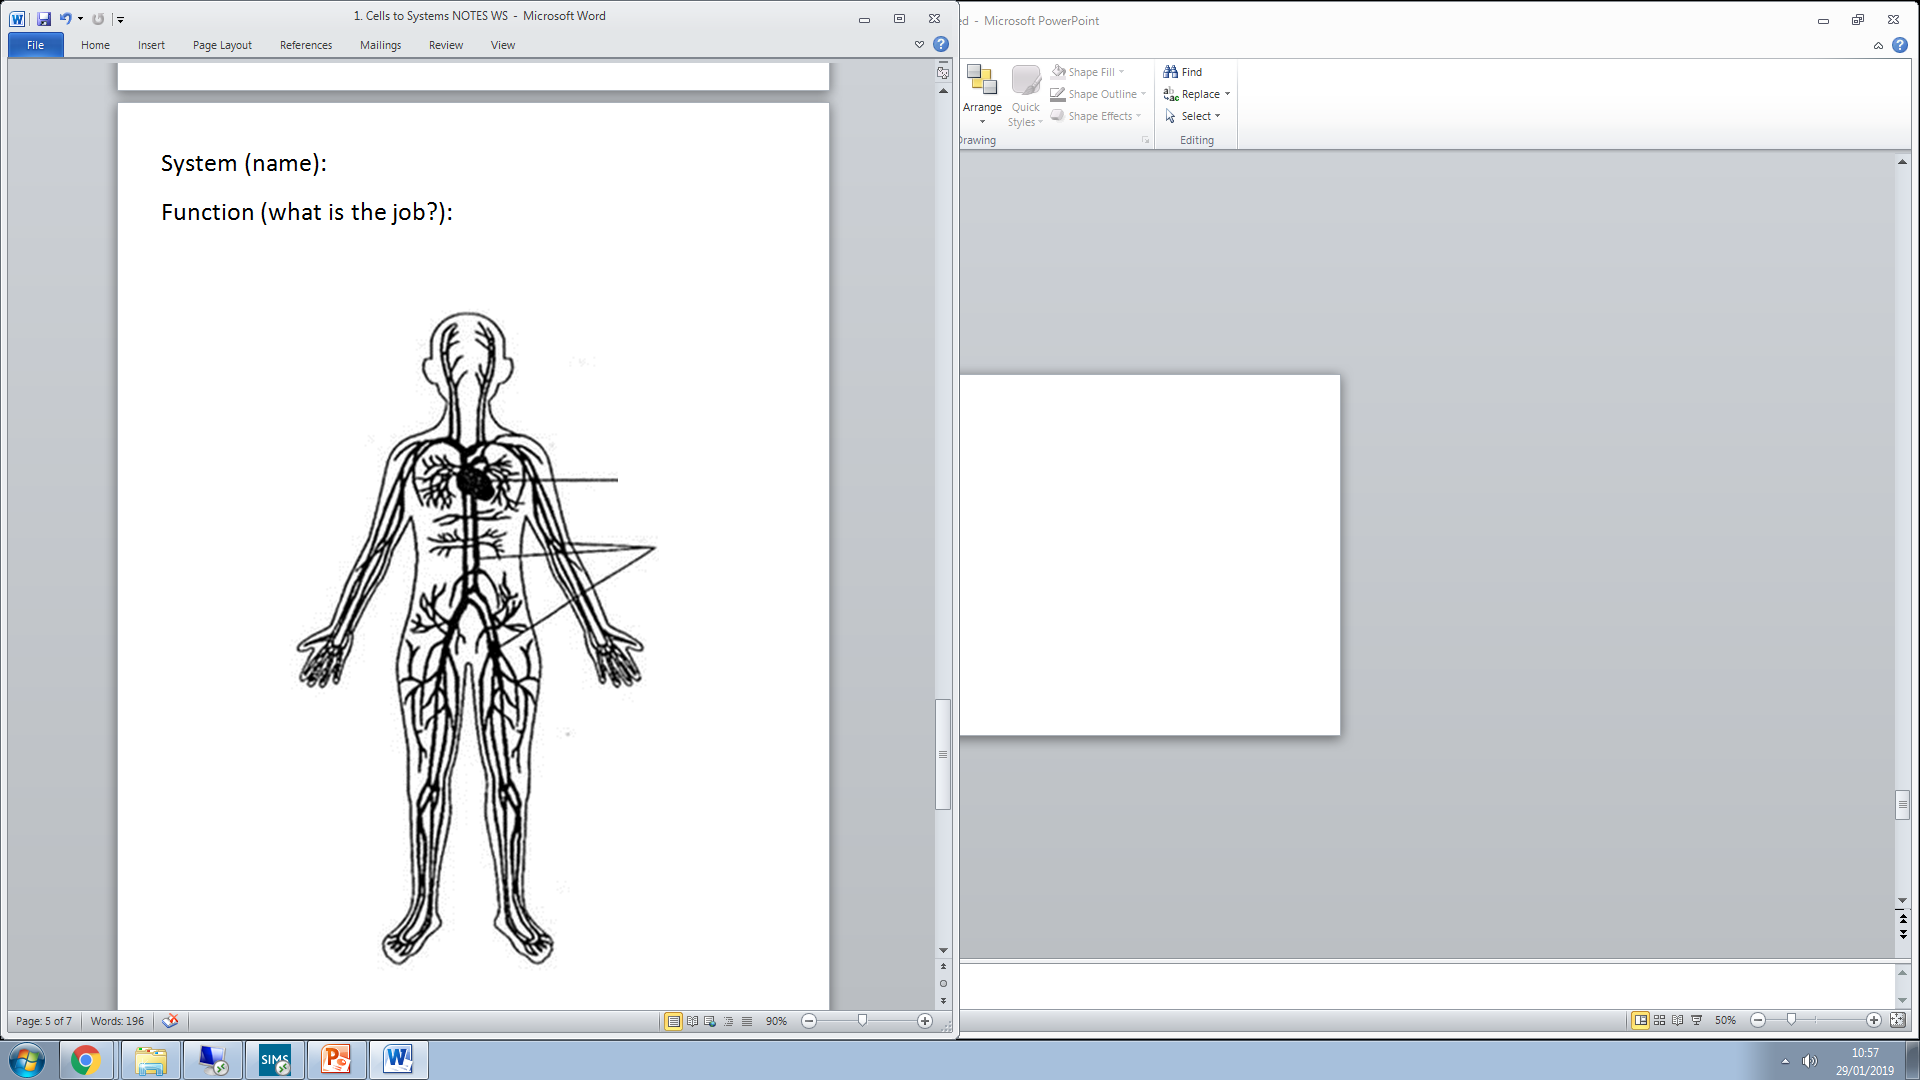 1. Cells to Systems NOTES WS - Microsoft Word
File Home Insert Page Layout References Mailings Review View
System (name):
Function (what is the job?):
Page: 5 of 7 Words: 196 90%
ed - Microsoft PowerPoint
Arrange
Quick Styles
Shape Fill
Shape Outline
Shape Effects
Drawing
Find
Replace
Select
Editing
50%
SIMS
10:57
29/01/2019